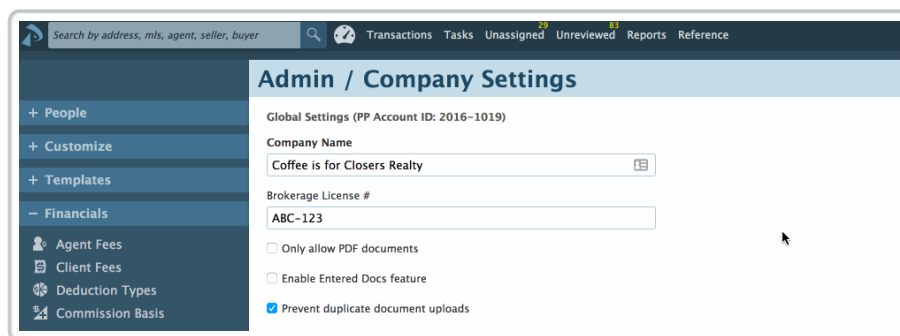 Search by address, mls, agent, seller, buyer Transactions Tasks Unassigned 29 Unreviewed 83 Reports Reference
Admin / Company Settings
+ People
+ Customize
+ Templates
− Financials
Agent Fees
Client Fees
Deduction Types
Commission Basis
Global Settings (PP Account ID: 2016-1019)
Company Name
Coffee is for Closers Realty
Brokerage License #
ABC-123
Only allow PDF documents
Enable Entered Docs feature
Prevent duplicate document uploads